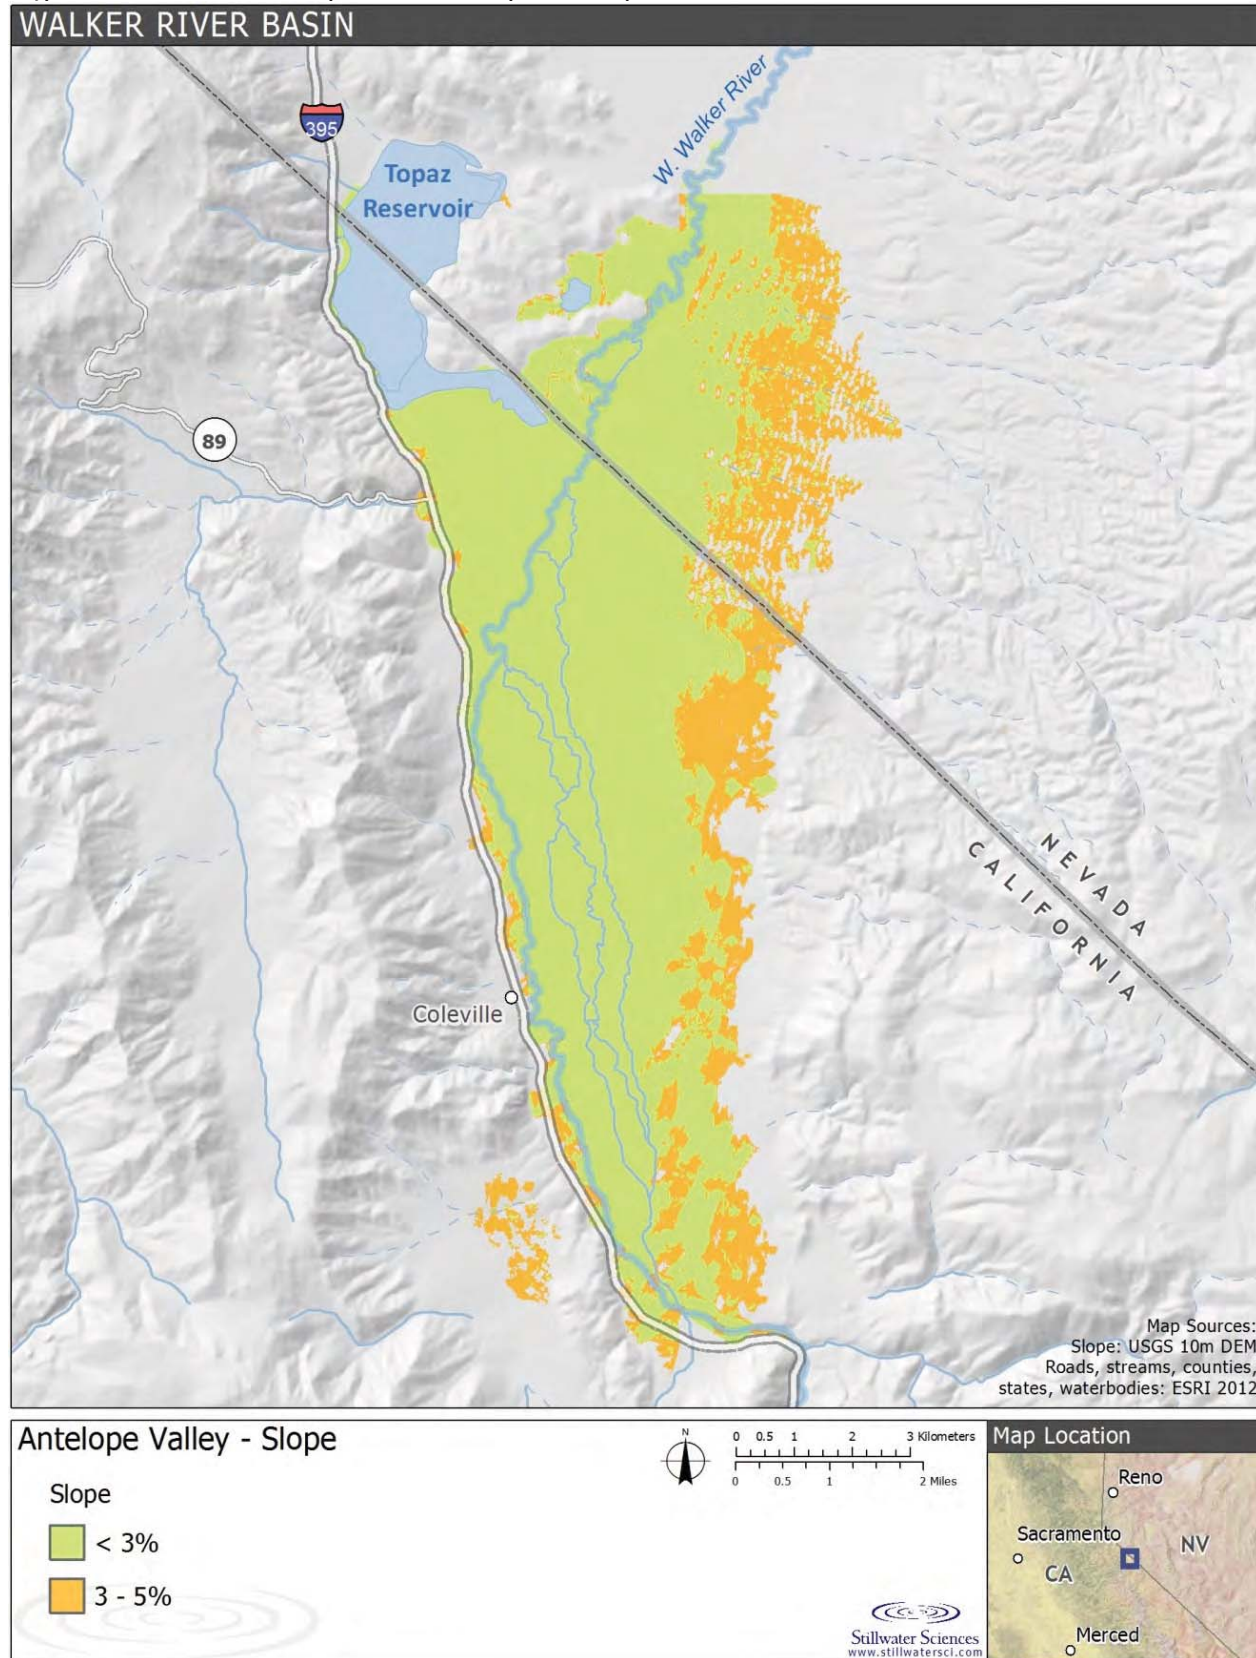 WALKER RIVER BASIN
395
W. Walker River
Topaz
Reservoir
89
NEVADA
CALIFORNIA
Coleville
Map Sources:
Slope: USGS 10m DEM
Roads, streams, counties,
states, waterbodies: ESRI 2012
Antelope Valley - Slope
Slope
< 3%
3 - 5%
N
0 0.5 1 2 3 Kilometers
0 0.5 1 2 Miles
Stillwater Sciences
www.stillwatersci.com
Map Location
Reno
Sacramento
NV
CA
Merced